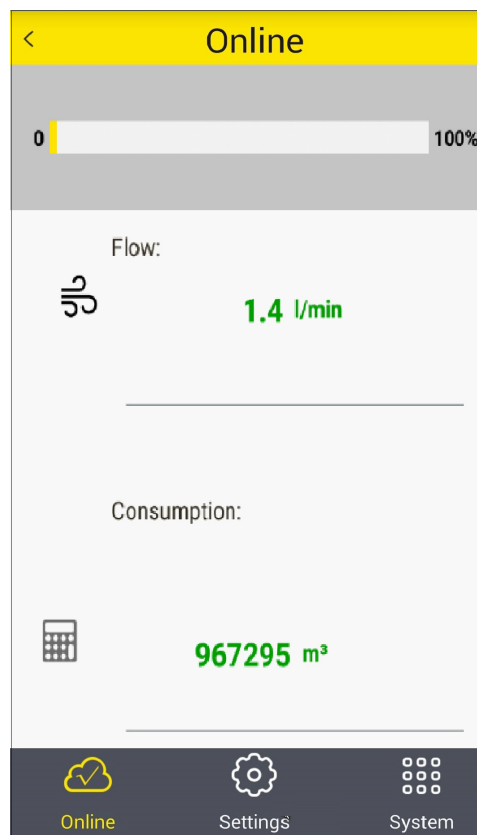 Online
0 100%
Flow:
1.4 l/min
Consumption:
967295 m³
Online Settings System